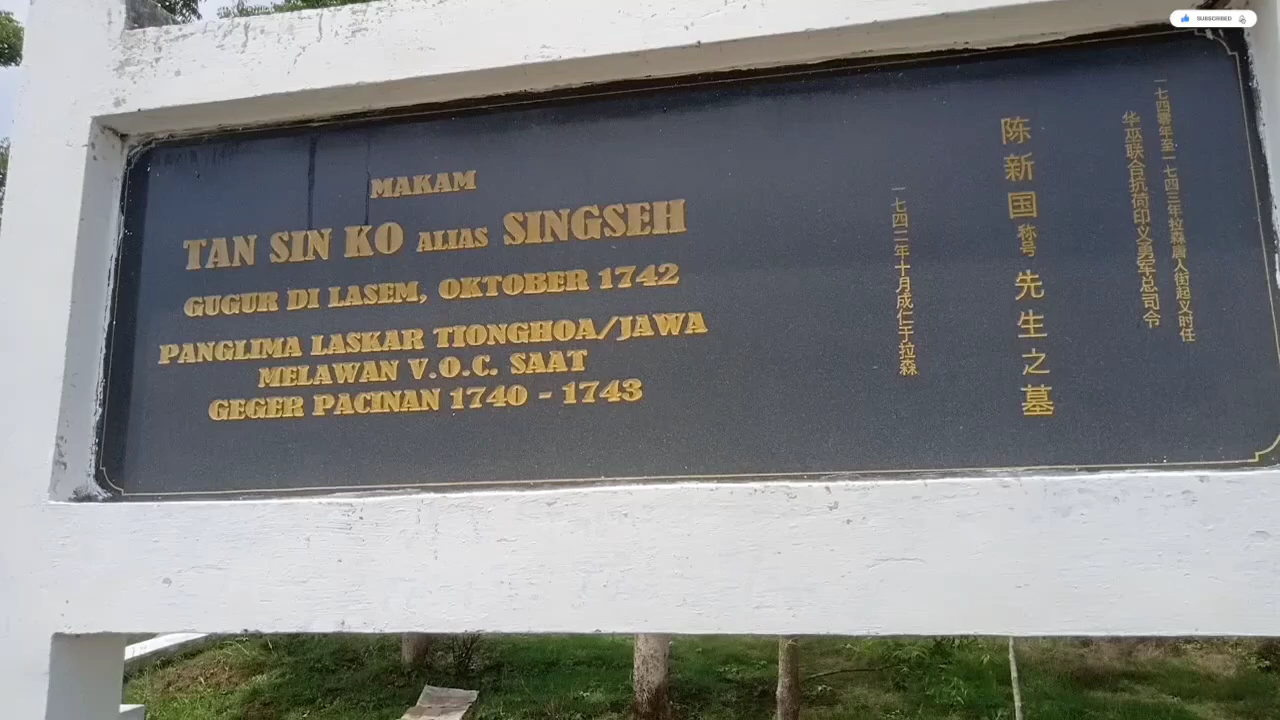 MAKAM
TAN SIN KO ALIAS SINGSEH
GUGUR DI LASEM, OKTOBER 1742
PANGLIMA LASKAR TIONGHOA/JAWA
MELAWAN V.O.C. SAAT
GEGER PACINAN 1740 - 1743
一七四零年至一七四三年拉森唐人街起义时任
华巫联合抗荷印义勇军总司令
陈新国称号先生之墓
一七四二年十月成仁于拉森
SUBSCRIBED